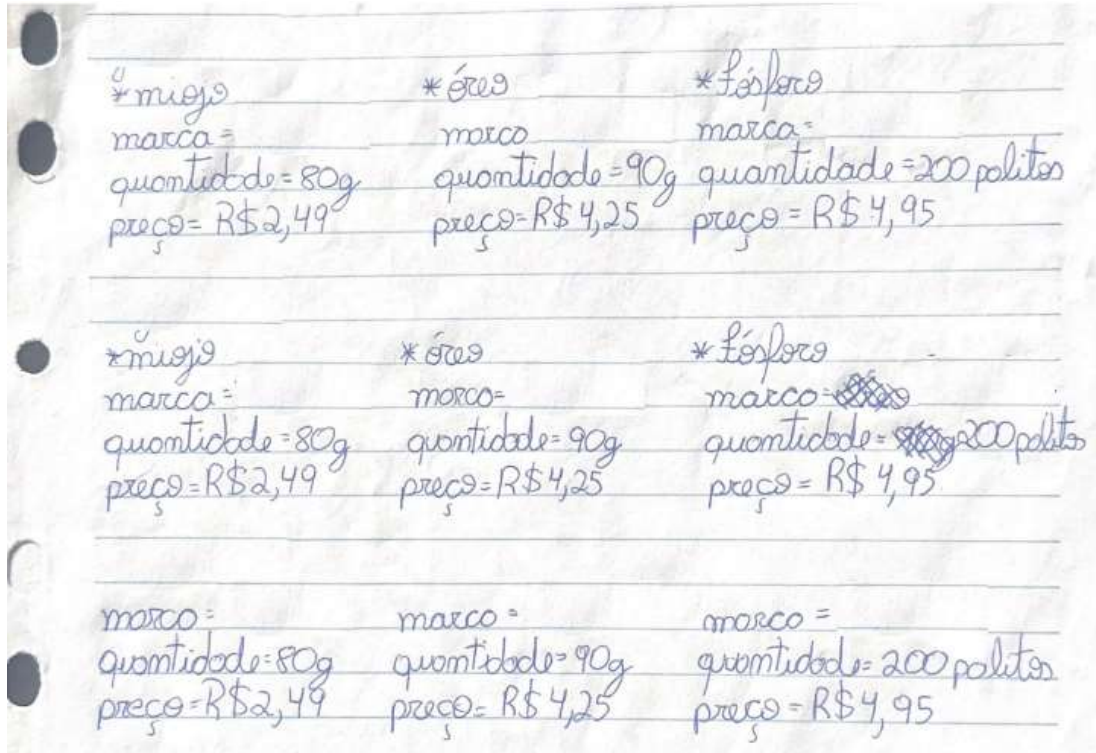 *miojo *óreo *fósforo
marca= marca marca=
quantidade=80g quantidade=90g quantidade=200 palitos
preço=R$2,49 preço=R$4,25 preço=R$4,95
*miojo *óreo *fósforo
marca= marca= marca=
quantidade=80g quantidade=90g quantidade=200 palitos
preço=R$2,49 preço=R$4,25 preço=R$4,95
marca= marca= marca=
quantidade=80g quantidade=90g quantidade=200 palitos
preço=R$2,49 preço=R$4,25 preço=R$4,95